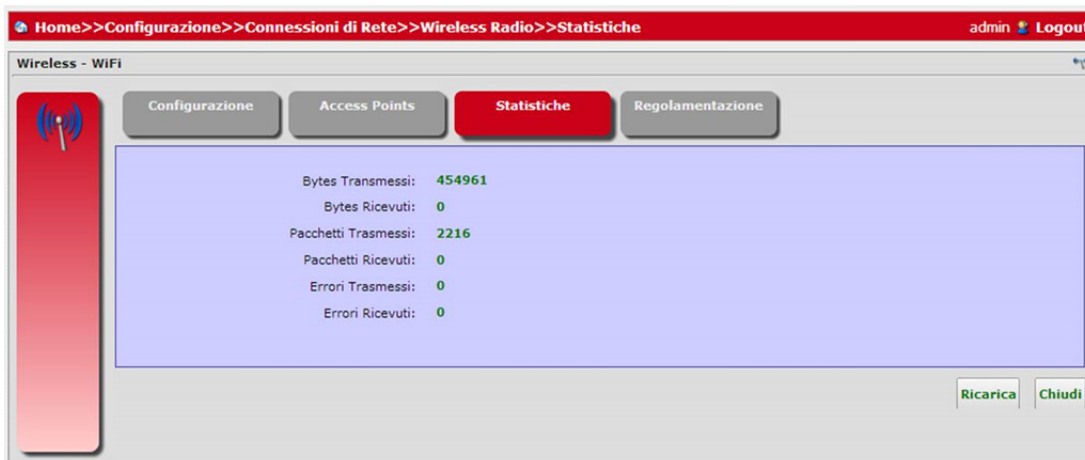 Home>>Configurazione>>Connessioni di Rete>>Wireless Radio>>Statistiche
admin Logout
Wireless - WiFi
Configurazione Access Points Statistiche Regolamentazione
Bytes Transmessi: 454961
Bytes Ricevuti: 0
Pacchetti Trasmessi: 2216
Pacchetti Ricevuti: 0
Errori Trasmessi: 0
Errori Ricevuti: 0
Ricarica Chiudi